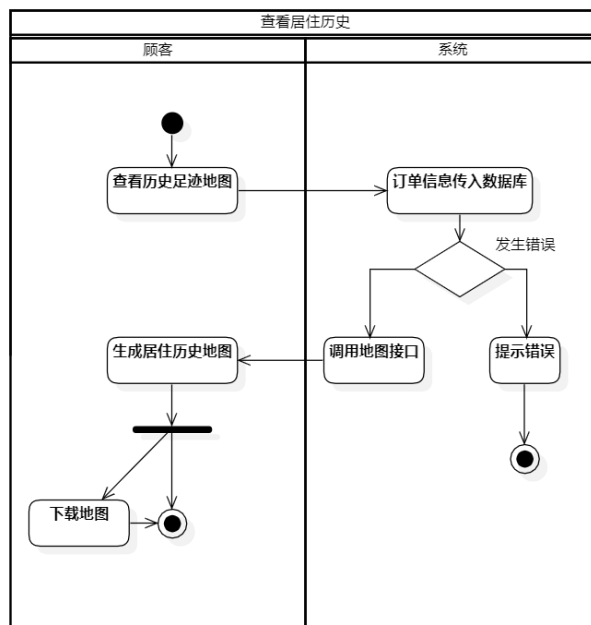 查看居住历史
顾客
系统
查看历史足迹地图
订单信息传入数据库
发生错误
生成居住历史地图
调用地图接口
提示错误
下载地图